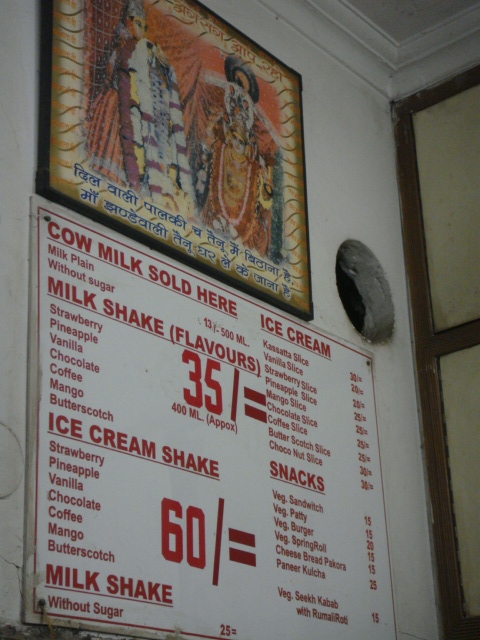 दिल वाली पालकी च तैनू मैं बिठाना है
माँ झण्डेवाली तैनू घर लै के जाना है
COW MILK SOLD HERE
Milk Plain 13/- 500 ML.
Without sugar
MILK SHAKE (FLAVOURS)
Strawberry
Pineapple
Vanilla
Chocolate
Coffee
Mango
Butterscotch
35/=
400 ML. (Appox)
ICE CREAM SHAKE
Strawberry
Pineapple
Vanilla
Chocolate
Coffee
Mango
Butterscotch
60/=
MILK SHAKE
Without Sugar 25=
ICE CREAM
Kassatta Slice 30/=
Vanilla Slice 20/=
Strawberry Slice 20/=
Pineapple Slice 25/=
Mango Slice 25/=
Chocolate Slice 25/=
Coffee Slice 25/=
Butter Scotch Slice 30/=
Choco Nut Slice 30/=
SNACKS
Veg. Sandwitch 15
Veg. Patty 15
Veg. Burger 20
Veg. SpringRoll 15
Cheese Bread Pakora 15
Paneer Kulcha 25
Veg. Seekh Kabab
with RumaliRoti 15